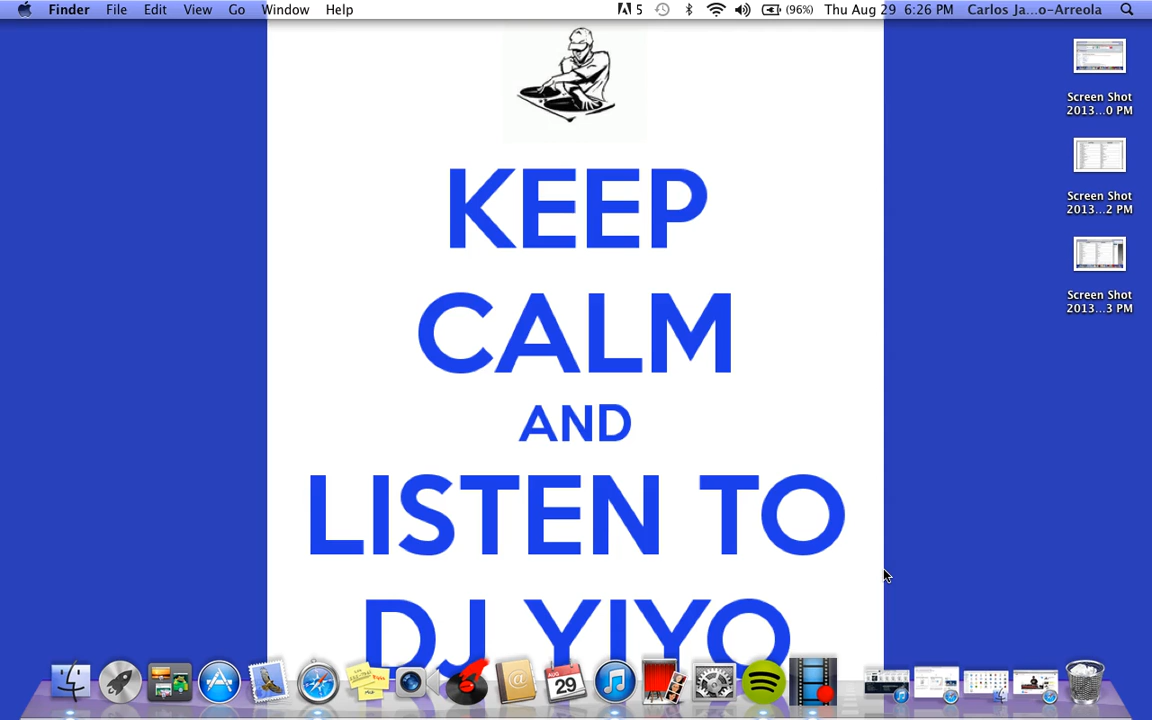 Finder File Edit View Go Window Help 5 (96%) Thu Aug 29 6:26 PM Carlos Ja...o-Arreola
Screen Shot
2013...0 PM
Screen Shot
2013...2 PM
Screen Shot
2013...3 PM
KEEP
CALM
AND
LISTEN TO
DJ YIYO
AUG
29